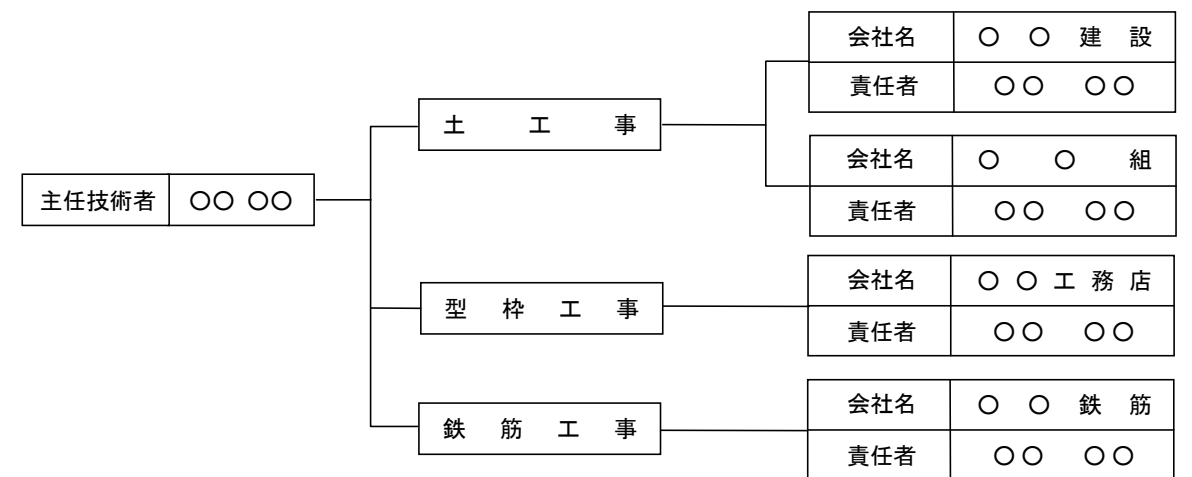 会社名 ○ ○ 建 設
責任者 ○○ ○○
土 工 事
会社名 ○ ○ 組
責任者 ○○ ○○
主任技術者 ○○ ○○
会社名 ○ ○ 工 務 店
責任者 ○○ ○○
型 枠 工 事
会社名 ○ ○ 鉄 筋
責任者 ○○ ○○
鉄 筋 工 事